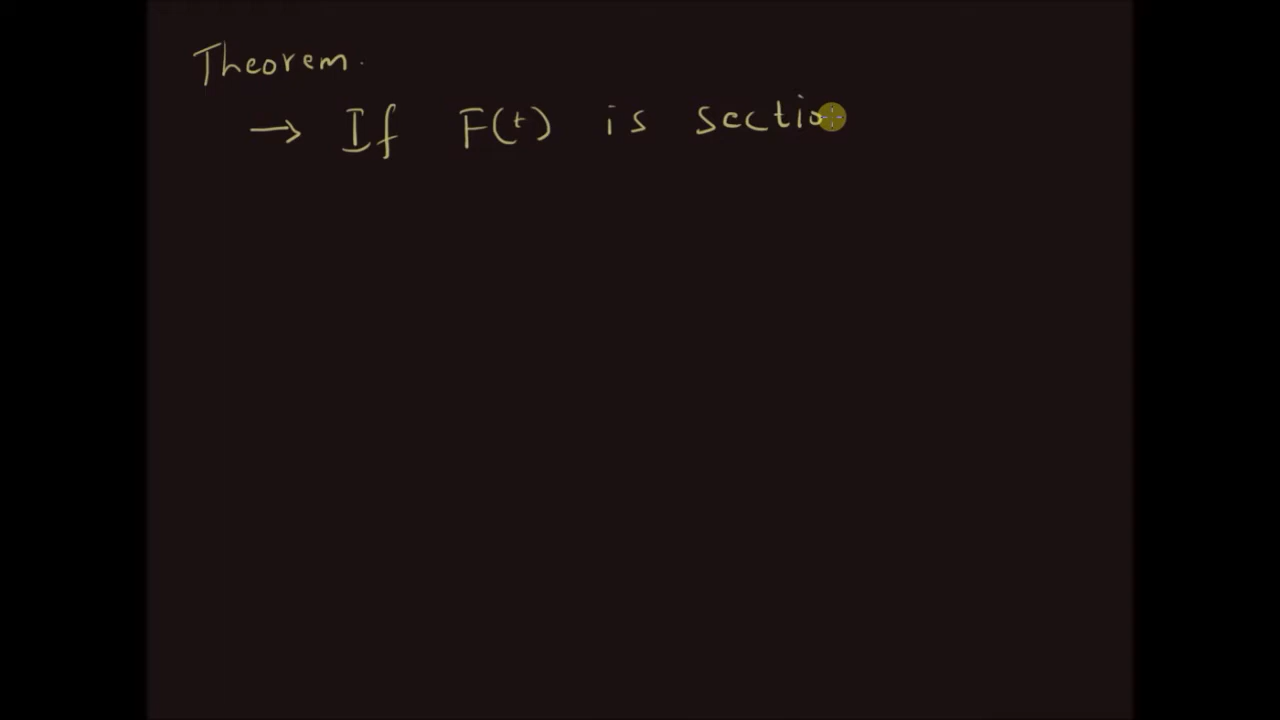 Theorem.
→ If F(t) is sectio